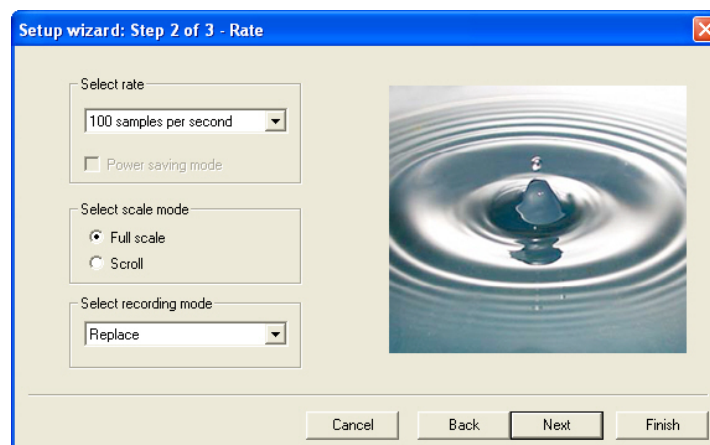 Setup wizard: Step 2 of 3 - Rate
Select rate
100 samples per second
Power saving mode
Select scale mode
Full scale
Scroll
Select recording mode
Replace
Cancel Back Next Finish